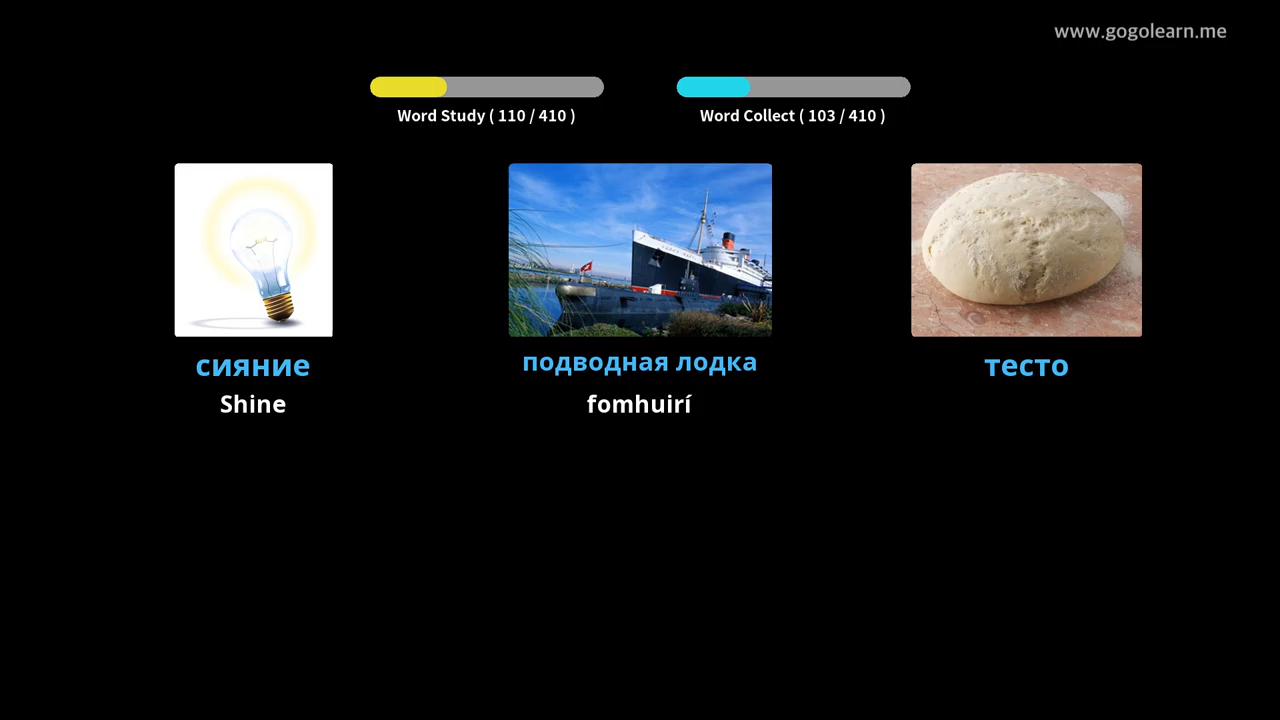 www.gogolearn.me
Word Study ( 110 / 410 )
Word Collect ( 103 / 410 )
сияние
подводная лодка
тесто
Shine
fomhuirí